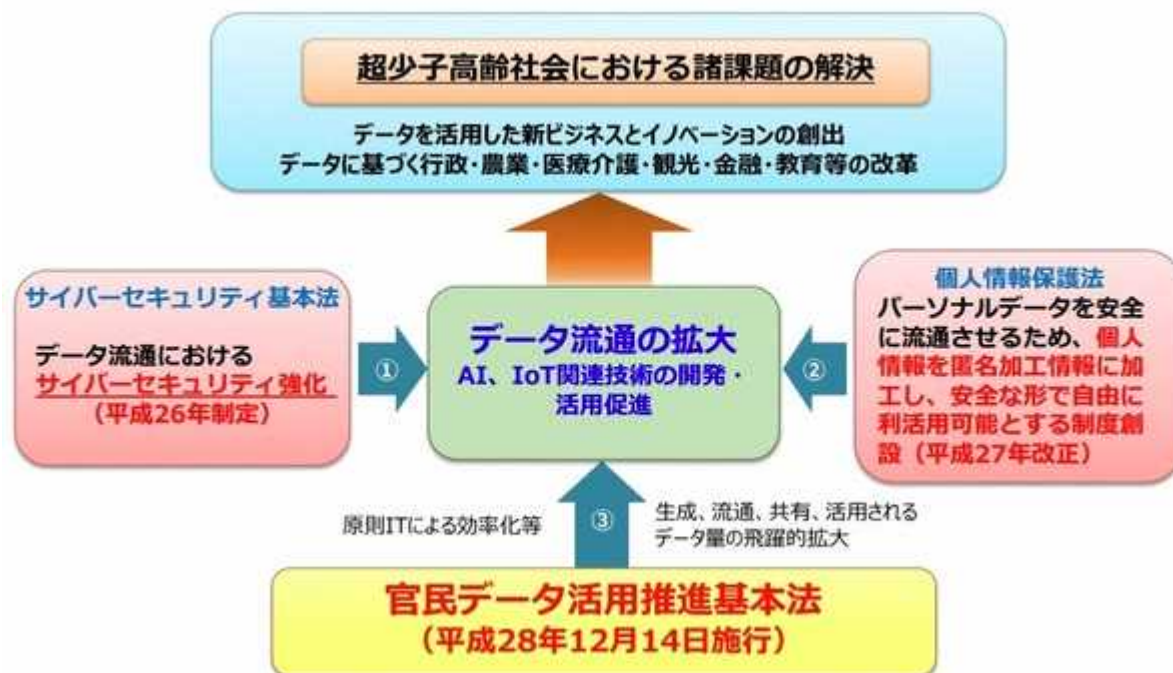 超少子高齢社会における諸課題の解決
データを活用した新ビジネスとイノベーションの創出
データに基づく行政・農業・医療介護・観光・金融・教育等の改革
サイバーセキュリティ基本法
データ流通における
サイバーセキュリティ強化
(平成26年制定)
①
データ流通の拡大
AI、IoT関連技術の開発・
活用促進
②
個人情報保護法
パーソナルデータを安全
に流通させるため、個人
情報を匿名加工情報に加
工し、安全な形で自由に
利活用可能とする制度創
設（平成27年改正）
原則ITによる効率化等
③
生成、流通、共有、活用される
データ量の飛躍的拡大
官民データ活用推進基本法
（平成28年12月14日施行）